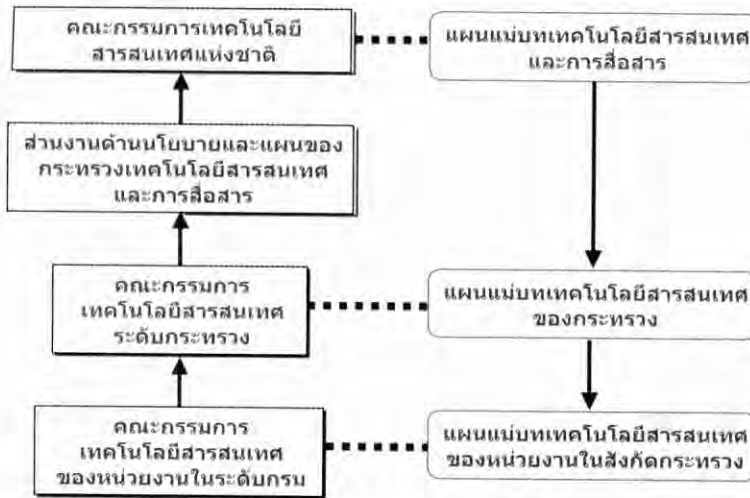 คณะกรรมการเทคโนโลยี
สารสนเทศแห่งชาติ
แผนแม่บทเทคโนโลยีสารสนเทศ
และการสื่อสาร
ส่วนงานด้านนโยบายและแผนของ
กระทรวงเทคโนโลยีสารสนเทศ
และการสื่อสาร
คณะกรรมการ
เทคโนโลยีสารสนเทศ
ระดับกระทรวง
แผนแม่บทเทคโนโลยีสารสนเทศ
ของกระทรวง
คณะกรรมการ
เทคโนโลยีสารสนเทศ
ของหน่วยงานในระดับกรม
แผนแม่บทเทคโนโลยีสารสนเทศ
ของหน่วยงานในสังกัดกระทรวง